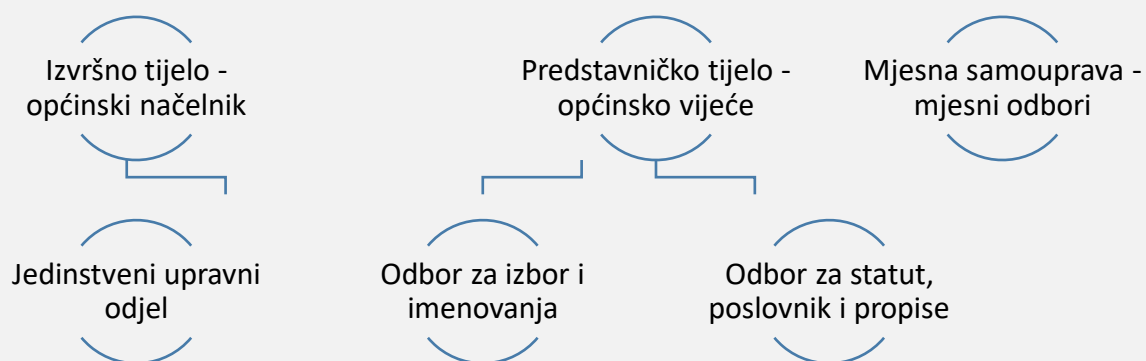 Izvršno tijelo -
općinski načelnik
Predstavničko tijelo -
općinsko vijeće
Mjesna samouprava -
mjesni odbori
Jedinstveni upravni
odjel
Odbor za izbor i
imenovanja
Odbor za statut,
poslovnik i propise